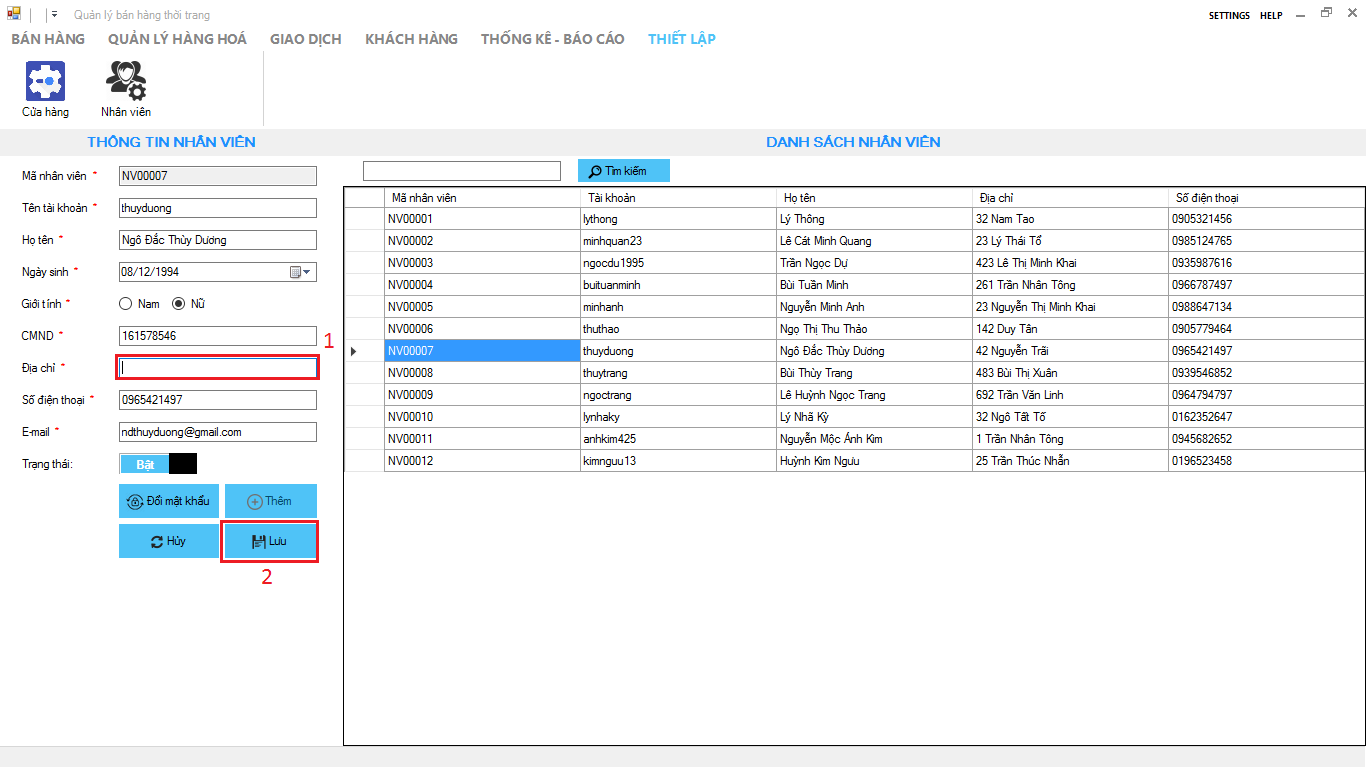 Quản lý bán hàng thời trang
SETTINGS HELP
BÁN HÀNG QUẢN LÝ HÀNG HOÁ GIAO DỊCH KHÁCH HÀNG THỐNG KÊ - BÁO CÁO THIẾT LẬP
Cửa hàng Nhân viên
THÔNG TIN NHÂN VIÊN
Mã nhân viên * NV00007
Tên tài khoản * thuyduong
Họ tên * Ngô Đắc Thùy Dương
Ngày sinh * 08/12/1994
Giới tính * Nam Nữ
CMND * 161578546
1
Địa chỉ *
Số điện thoại * 0965421497
E-mail * ndthuyduong@gmail.com
Trạng thái: Bật
Đổi mật khẩu Thêm
Hủy Lưu
2
DANH SÁCH NHÂN VIÊN
Tìm kiếm
Mã nhân viên Tài khoản Họ tên Địa chỉ Số điện thoại
NV00001 lythong Lý Thông 32 Nam Tao 0905321456
NV00002 minhquan23 Lê Cát Minh Quang 23 Lý Thái Tổ 0985124765
NV00003 ngocdu1995 Trần Ngọc Dự 423 Lê Thị Minh Khai 0935987616
NV00004 buituanminh Bùi Tuần Minh 261 Trần Nhân Tông 0966787497
NV00005 minhanh Nguyễn Minh Anh 23 Nguyễn Thị Minh Khai 0988647134
NV00006 thuthao Ngọ Thị Thu Thảo 142 Duy Tân 0905779464
NV00007 thuyduong Ngô Đắc Thùy Dương 42 Nguyễn Trãi 0965421497
NV00008 thuytrang Bùi Thùy Trang 483 Bùi Thị Xuân 0939546852
NV00009 ngoctrang Lê Huỳnh Ngọc Trang 692 Trần Văn Linh 0964794797
NV00010 lynhaky Lý Nhã Kỳ 32 Ngô Tất Tố 0162352647
NV00011 anhkim425 Nguyễn Mộc Ánh Kim 1 Trần Nhân Tông 0945682652
NV00012 kimnguu13 Huỳnh Kim Ngưu 25 Trần Thúc Nhẫn 0196523458